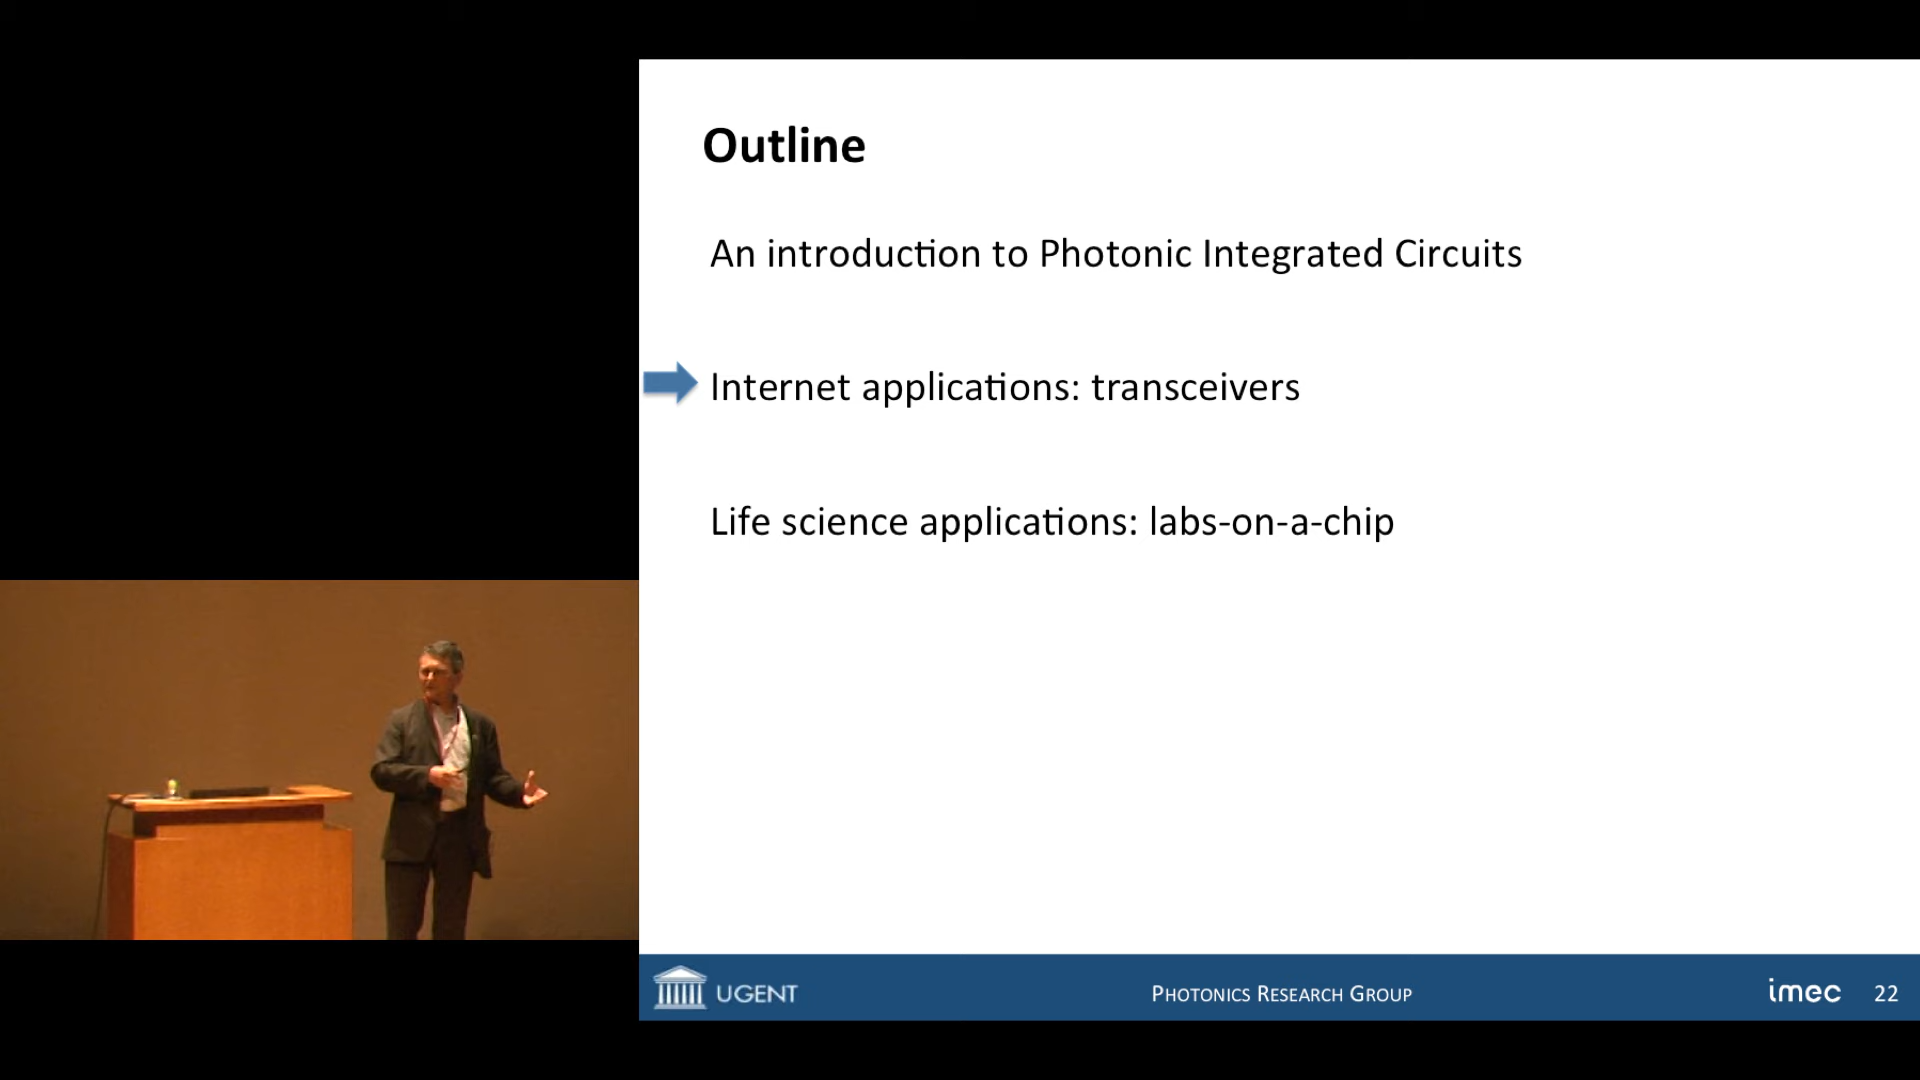 Outline
An introduction to Photonic Integrated Circuits
Internet applications: transceivers
Life science applications: labs-on-a-chip
UGENT
PHOTONICS RESEARCH GROUP
imec
22